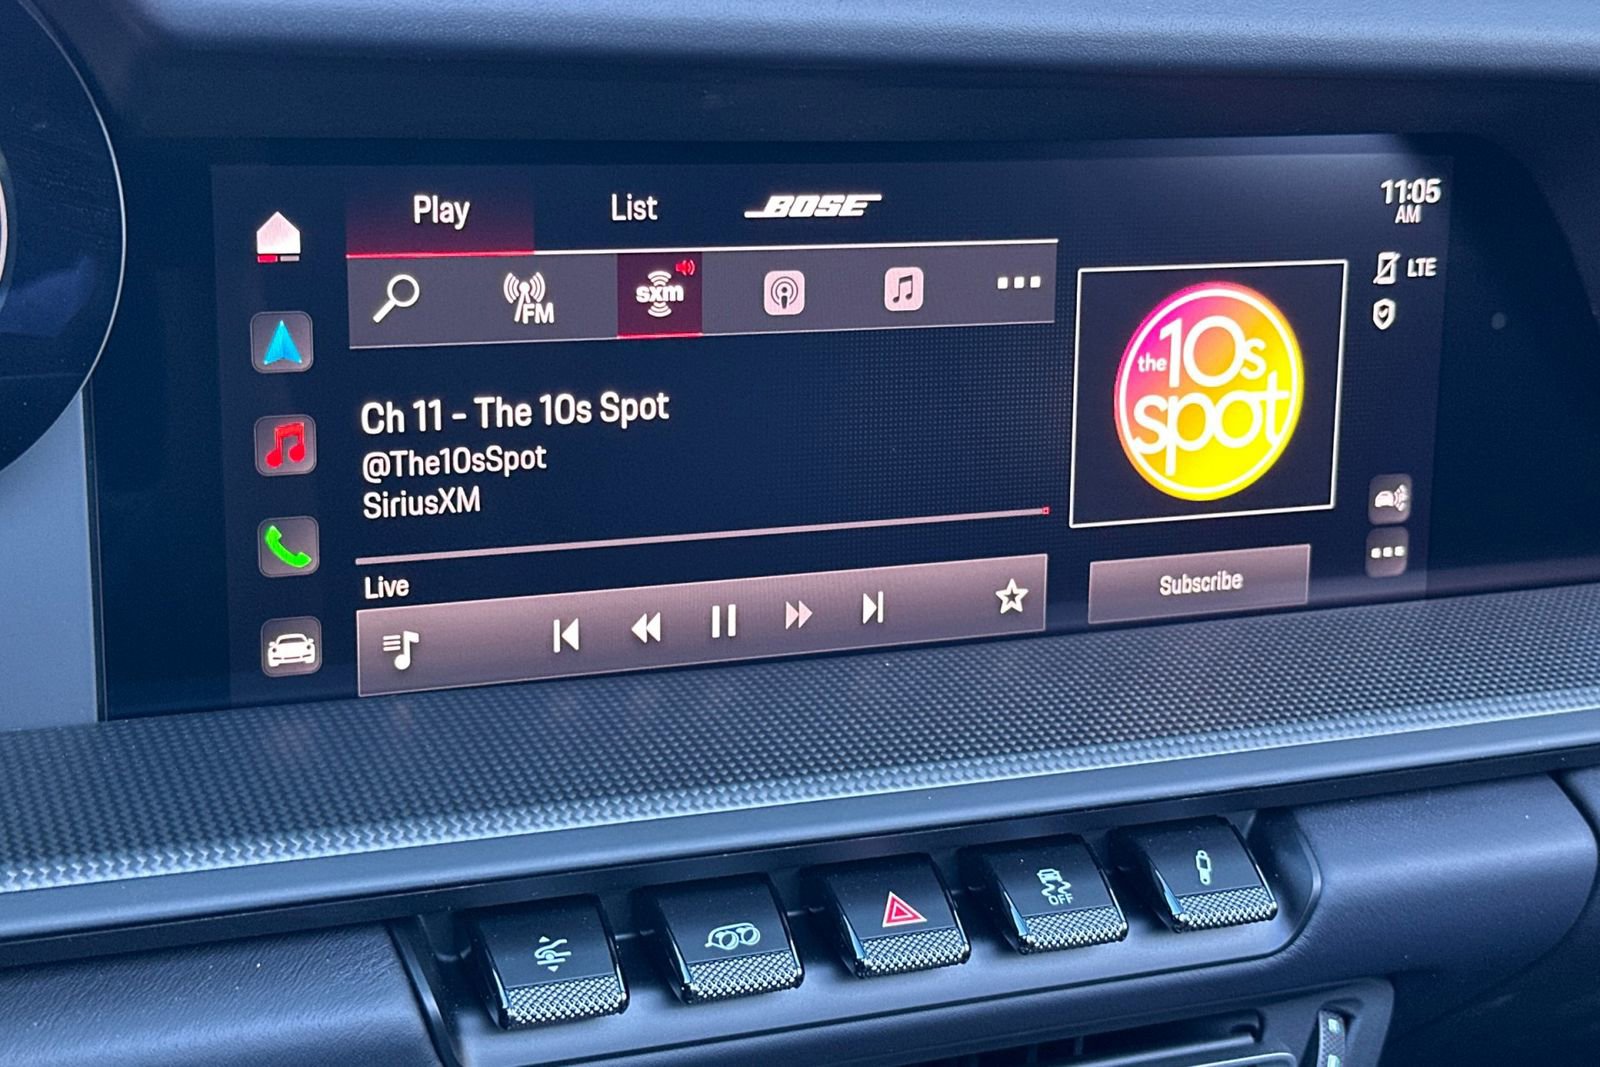 Play
List
BOSE
11:05
AM
FM
sxm
LTE
the 10s
spot
Ch 11 - The 10s Spot
@The10sSpot
SiriusXM
Live
Subscribe
OFF